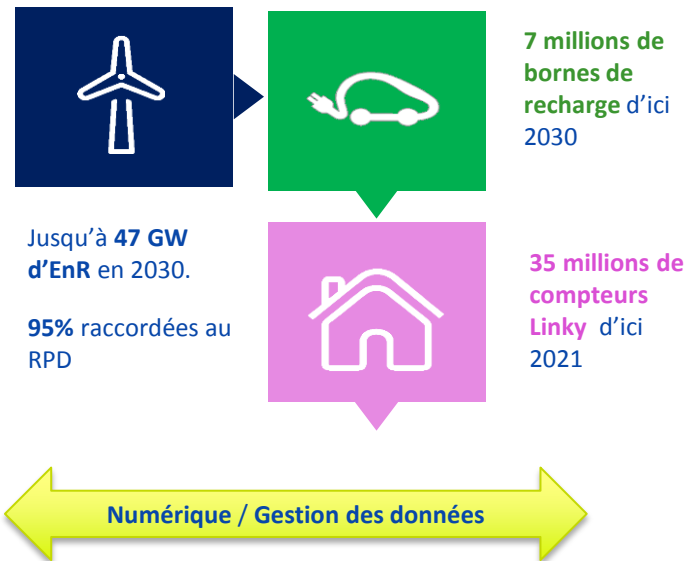 7 millions de
bornes de
recharge d’ici
2030
Jusqu’à 47 GW
d’EnR en 2030.
95% raccordées au
RPD
35 millions de
compteurs
Linky d’ici
2021
Numérique / Gestion des données